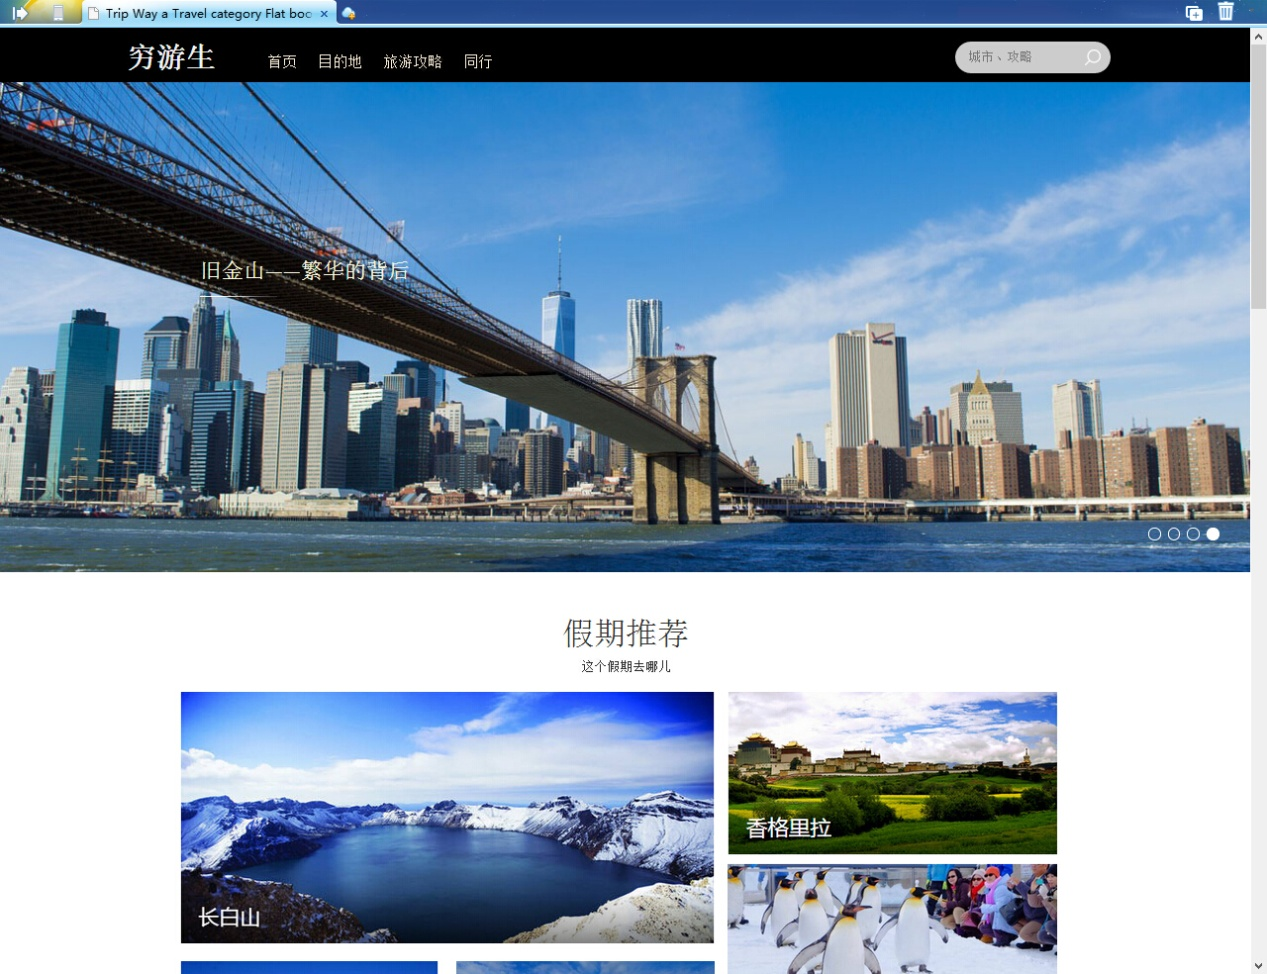 Trip Way a Travel category Flat boo
穷游生
首页 目的地 旅游攻略 同行
城市、攻略
旧金山——繁华的背后
假期推荐
这个假期去哪儿
香格里拉
长白山